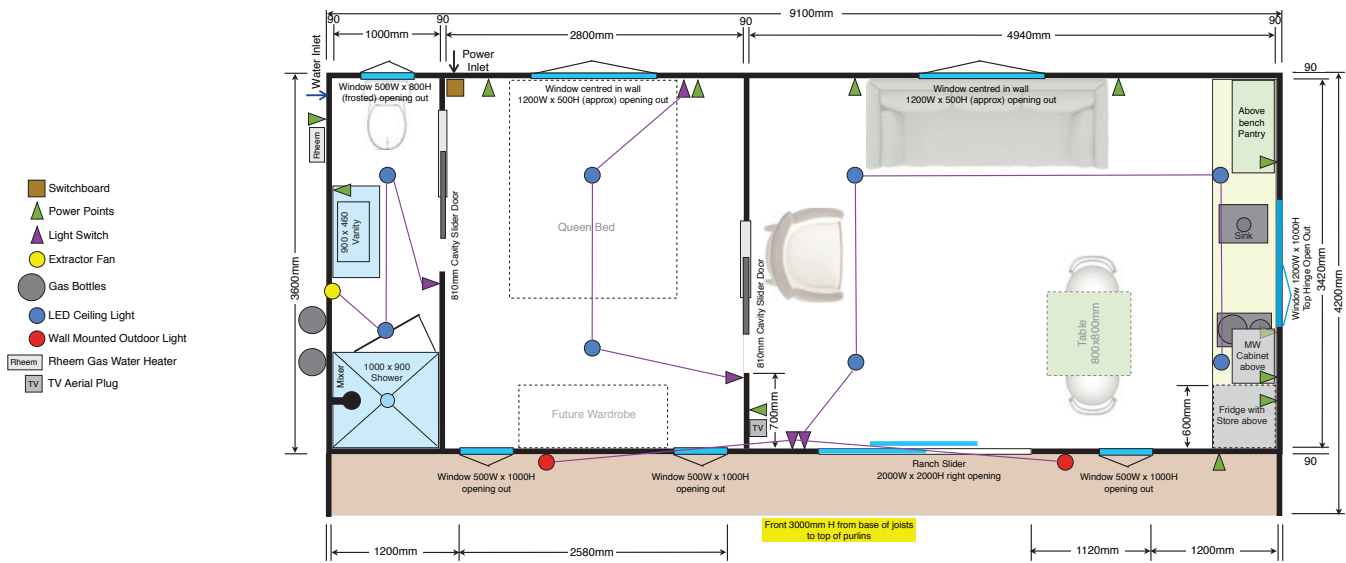 9100mm
90
90
90
90
1000mm
2800mm
4940mm
Water Inlet
Power
Inlet
90
Window 500W x 800H
(frosted) opening out
Window centred in wall
1200W x 500H (approx) opening out
Window centred in wall
1200W x 500H (approx) opening out
Above
bench
Pantry
Rheem
Switchboard
Power Points
Light Switch
Extractor Fan
Gas Bottles
LED Ceiling Light
Wall Mounted Outdoor Light
Rheem
Rheem Gas Water Heater
TV
TV Aerial Plug
3600mm
900 x 460
Vanity
810mm Cavity Slider Door
Queen Bed
810mm Cavity Slider Door
Sink
Window 1200W x 1000H
Top Hinge Open Out
3420mm
4200mm
Table
800x800mm
MW
Cabinet
above
1000 x 900
Shower
Mixer
Future Wardrobe
TV
700mm
600mm
Fridge with
Store above
90
Window 500W x 1000H
opening out
Window 500W x 1000H
opening out
Ranch Slider
2000W x 2000H right opening
Window 500W x 1000H
opening out
Front 3000mm H from base of joists
to top of purlins
1200mm
2580mm
1120mm
1200mm